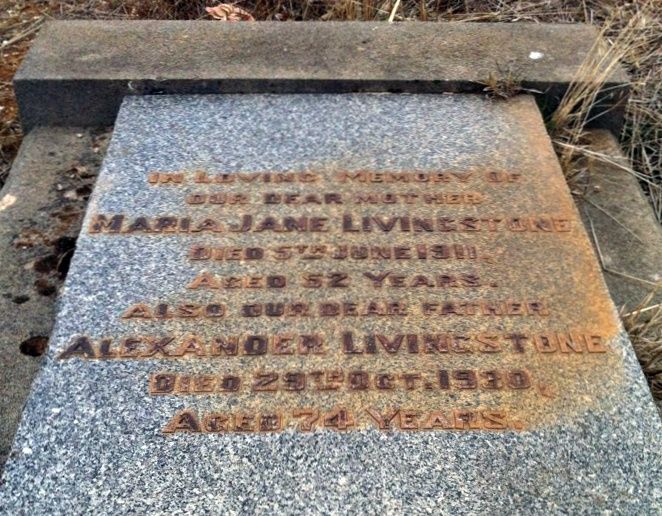 IN LOVING MEMORY OF
OUR DEAR MOTHER
MARIA JANE LIVINGSTONE
DIED 5TH JUNE 1911.
AGED 52 YEARS.
ALSO OUR DEAR FATHER
ALEXANDER LIVINGSTONE
DIED 29TH OCT. 1930.
AGED 74 YEARS.